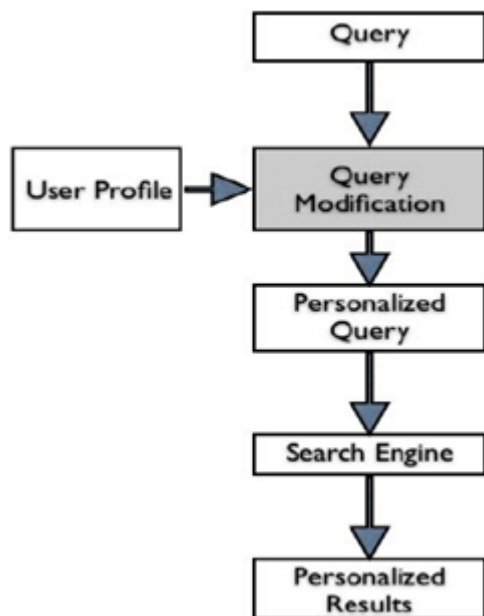 Query
User Profile
Query
Modification
Personalized
Query
Search Engine
Personalized
Results